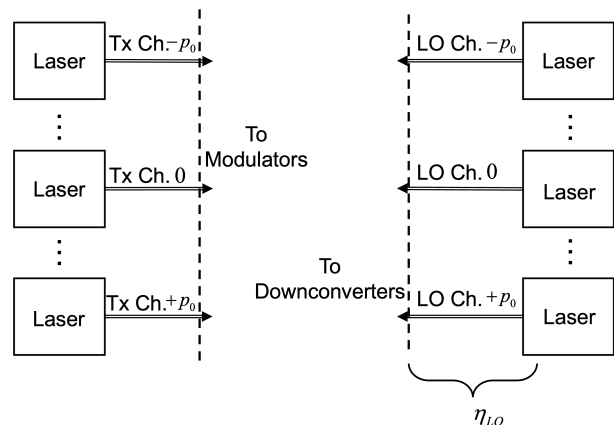 Laser
Tx Ch.−p₀
LO Ch. −p₀
Laser
To
Modulators
Laser
Tx Ch. 0
LO Ch. 0
Laser
To
Downconverters
Laser
Tx Ch.+p₀
LO Ch. +p₀
Laser
η_LO